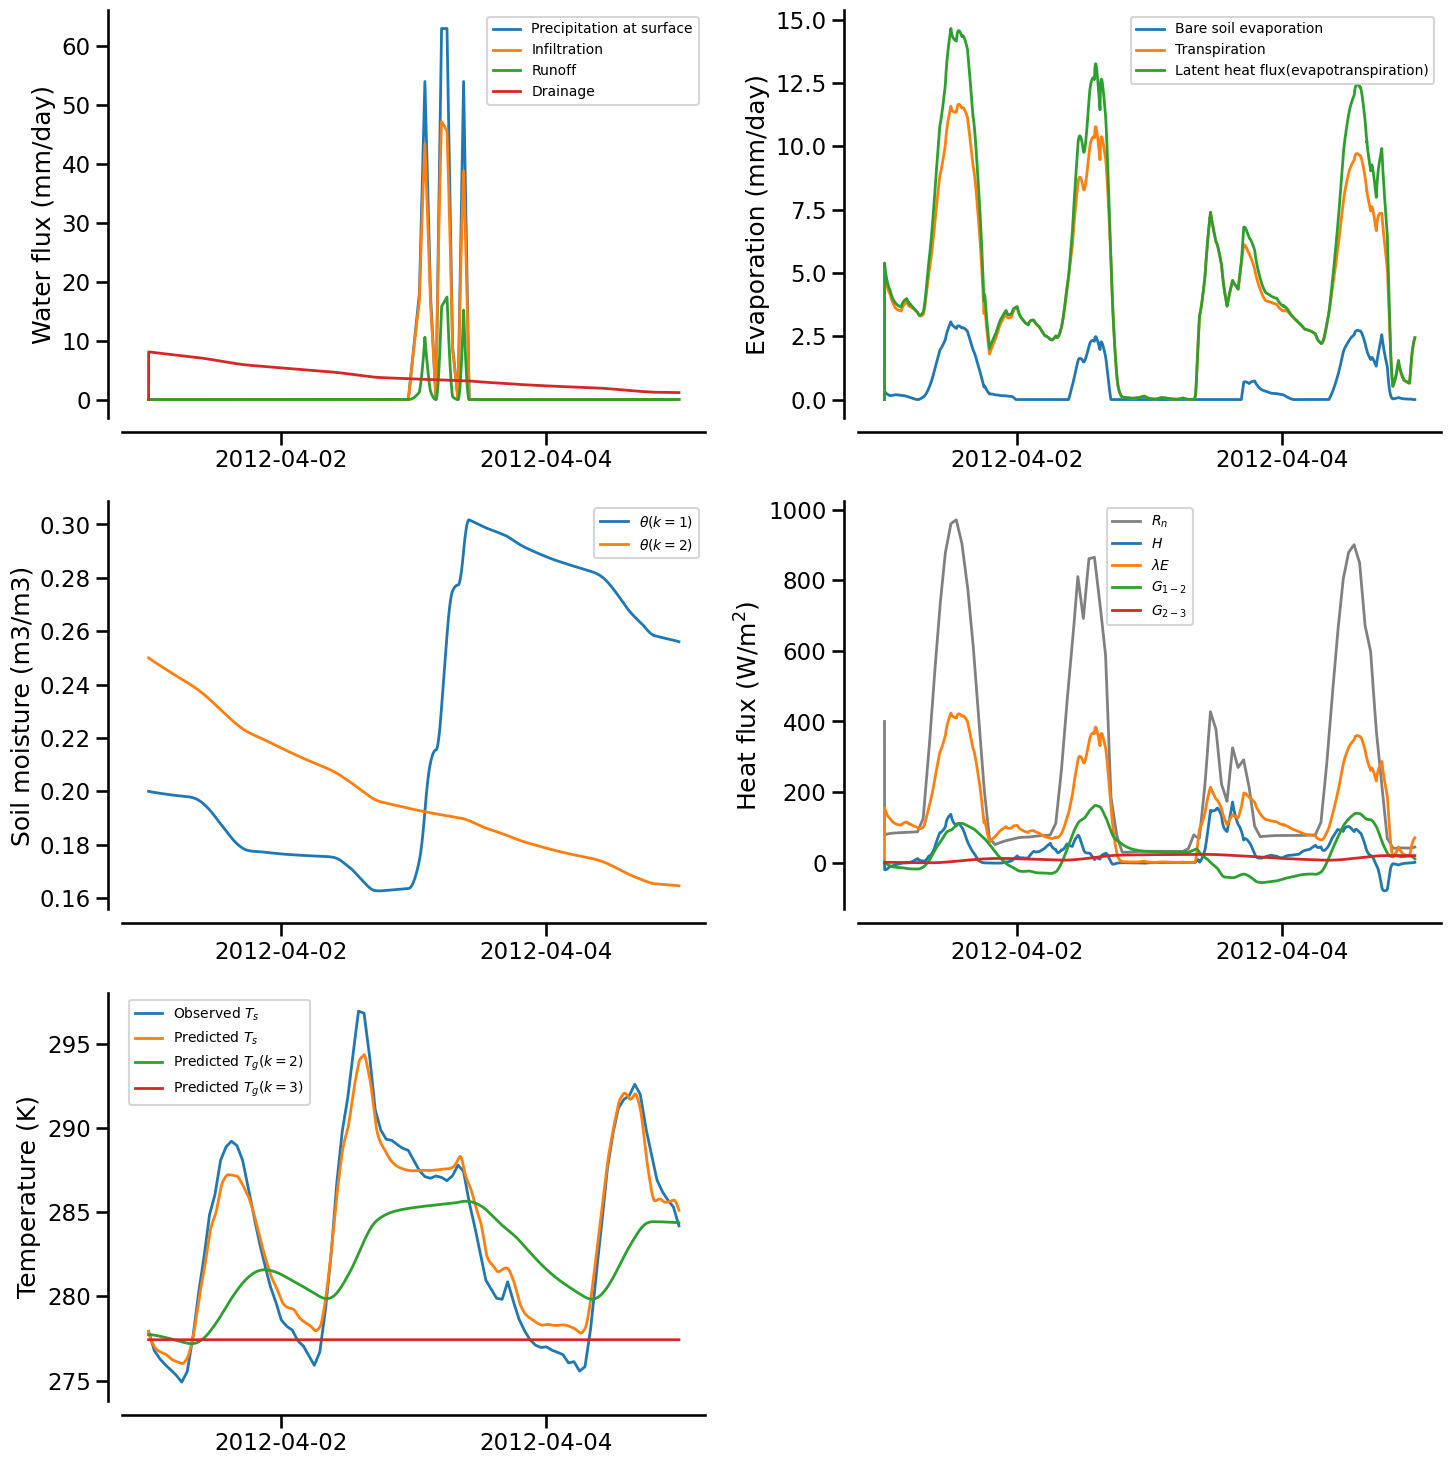 Water flux (mm/day)
60
50
40
30
20
10
0
Precipitation at surface
Infiltration
Runoff
Drainage
2012-04-02
2012-04-04
Evaporation (mm/day)
15.0
12.5
10.0
7.5
5.0
2.5
0.0
Bare soil evaporation
Transpiration
Latent heat flux(evapotranspiration)
2012-04-02
2012-04-04
Soil moisture (m3/m3)
0.30
0.28
0.26
0.24
0.22
0.20
0.18
0.16
θ(k = 1)
θ(k = 2)
2012-04-02
2012-04-04
Heat flux (W/m²)
1000
800
600
400
200
0
Rₙ
H
λE
G₁₋₂
G₂₋₃
2012-04-02
2012-04-04
Temperature (K)
295
290
285
280
275
Observed Tₛ
Predicted Tₛ
Predicted T_g(k = 2)
Predicted T_g(k = 3)
2012-04-02
2012-04-04